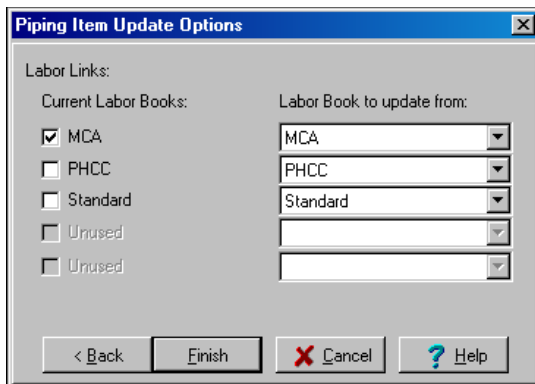 Piping Item Update Options
Labor Links:
Current Labor Books: Labor Book to update from:
MCA MCA
PHCC PHCC
Standard Standard
Unused
Unused
< Back Finish Cancel ? Help